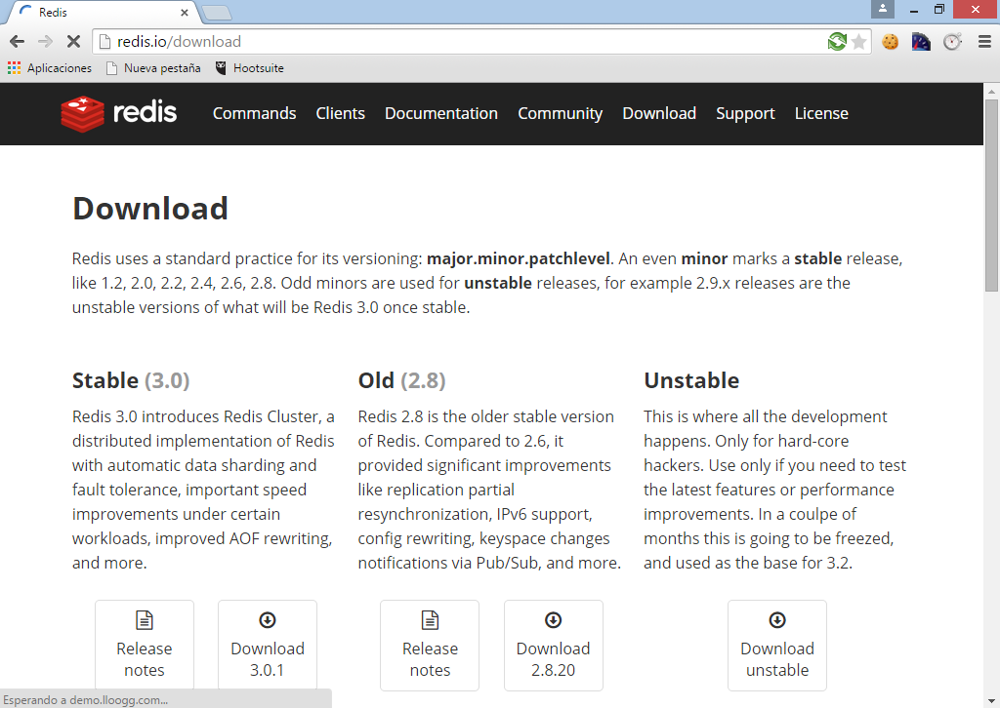 Redis
redis.io/download
Aplicaciones Nueva pestaña Hootsuite
redis Commands Clients Documentation Community Download Support License
Download
Redis uses a standard practice for its versioning: major.minor.patchlevel. An even minor marks a stable release,
like 1.2, 2.0, 2.2, 2.4, 2.6, 2.8. Odd minors are used for unstable releases, for example 2.9.x releases are the
unstable versions of what will be Redis 3.0 once stable.
Stable (3.0)
Redis 3.0 introduces Redis Cluster, a
distributed implementation of Redis
with automatic data sharding and
fault tolerance, important speed
improvements under certain
workloads, improved AOF rewriting,
and more.
Release
notes
Download
3.0.1
Old (2.8)
Redis 2.8 is the older stable version
of Redis. Compared to 2.6, it
provided significant improvements
like replication partial
resynchronization, IPv6 support,
config rewriting, keyspace changes
notifications via Pub/Sub, and more.
Release
notes
Download
2.8.20
Unstable
This is where all the development
happens. Only for hard-core
hackers. Use only if you need to test
the latest features or performance
improvements. In a coulpe of
months this is going to be freezed,
and used as the base for 3.2.
Download
unstable
Esperando a demo.lloogg.com...